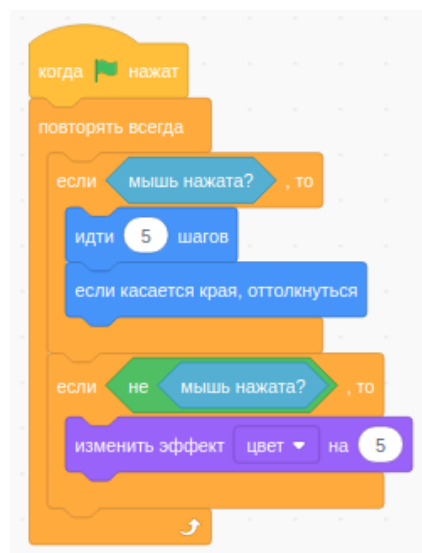 когда нажат
повторять всегда
если мышь нажата? , то
идти 5 шагов
если касается края, оттолкнуться
если не мышь нажата? , то
изменить эффект цвет на 5